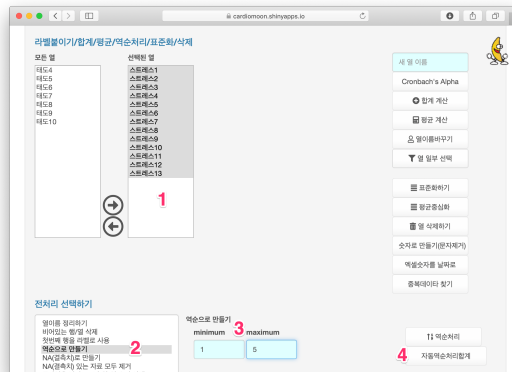 cardiomoon.shinyapps.io
라벨붙이기/합계/평균/역순처리/표준화/삭제
모든 열
선택된 열
태도4
태도5
태도6
태도7
태도8
태도9
태도10
스트레스1
스트레스2
스트레스3
스트레스4
스트레스5
스트레스6
스트레스7
스트레스8
스트레스9
스트레스10
스트레스11
스트레스12
스트레스13
1
새 열 이름
Cronbach's Alpha
합계 계산
평균 계산
열이름바꾸기
열 일부 선택
표준화하기
평균중심화
열 삭제하기
숫자로 만들기(문자제거)
엑셀숫자를 날짜로
중복데이타 찾기
전처리 선택하기
열이름 정리하기
비어있는 행/열 삭제
첫번째 행을 라벨로 사용
역순으로 만들기
NA(결측치)로 만들기
NA(결측치) 있는 자료 모두 제거
2
역순으로 만들기
minimum
3
maximum
1
5
역순처리
4
자동역순처리합계